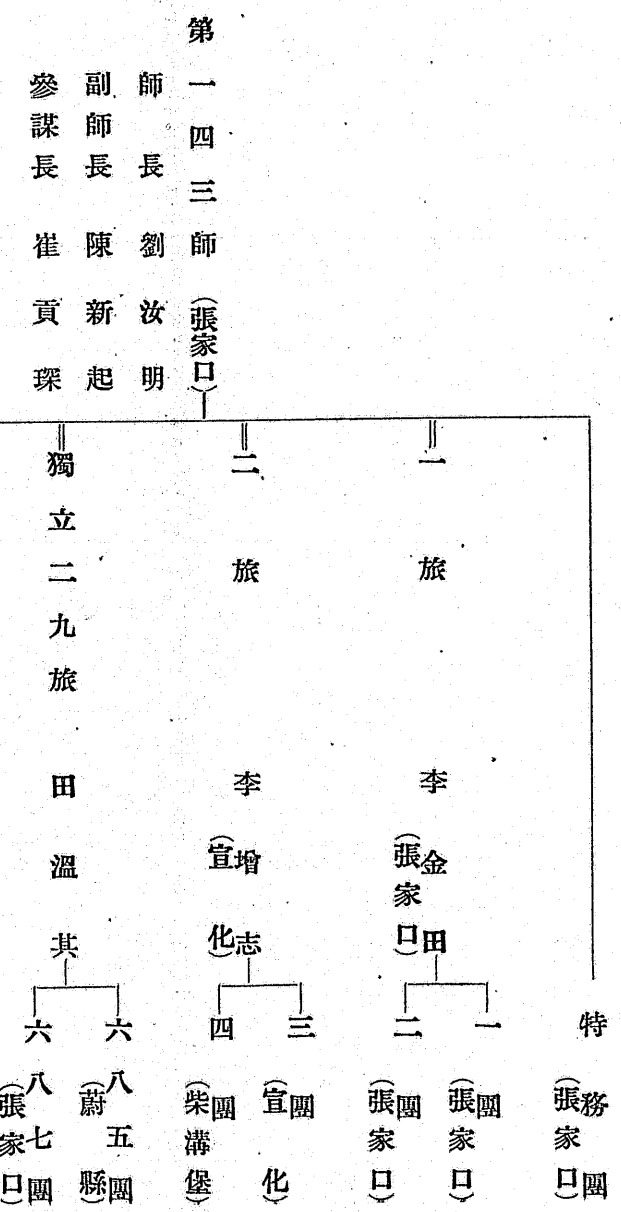 第一四三師（張家口）
師長 劉汝明
副師長 陳新起
參謀長 崔貢琛
特務團（張家口）
一旅 李金田（張家口）
一團（張家口）
二團（張家口）
二旅 李增志（宣化）
三團（宣化）
四團（柴溝堡）
獨立二九旅 田溫其
六八五團（蔚縣）
六八七團（張家口）